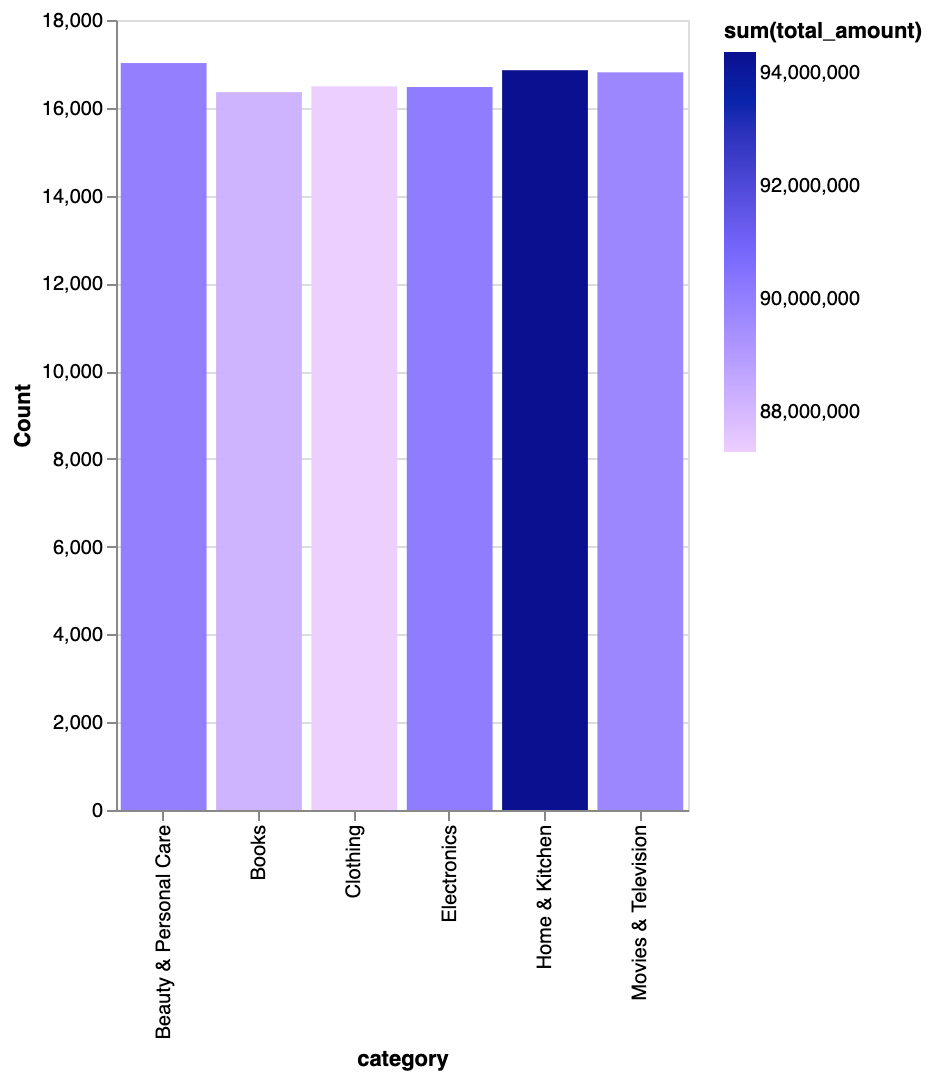 18,000
16,000
14,000
12,000
10,000
8,000
6,000
4,000
2,000
0
Count
Beauty & Personal Care
Books
Clothing
Electronics
Home & Kitchen
Movies & Television
category
sum(total_amount)
94,000,000
92,000,000
90,000,000
88,000,000